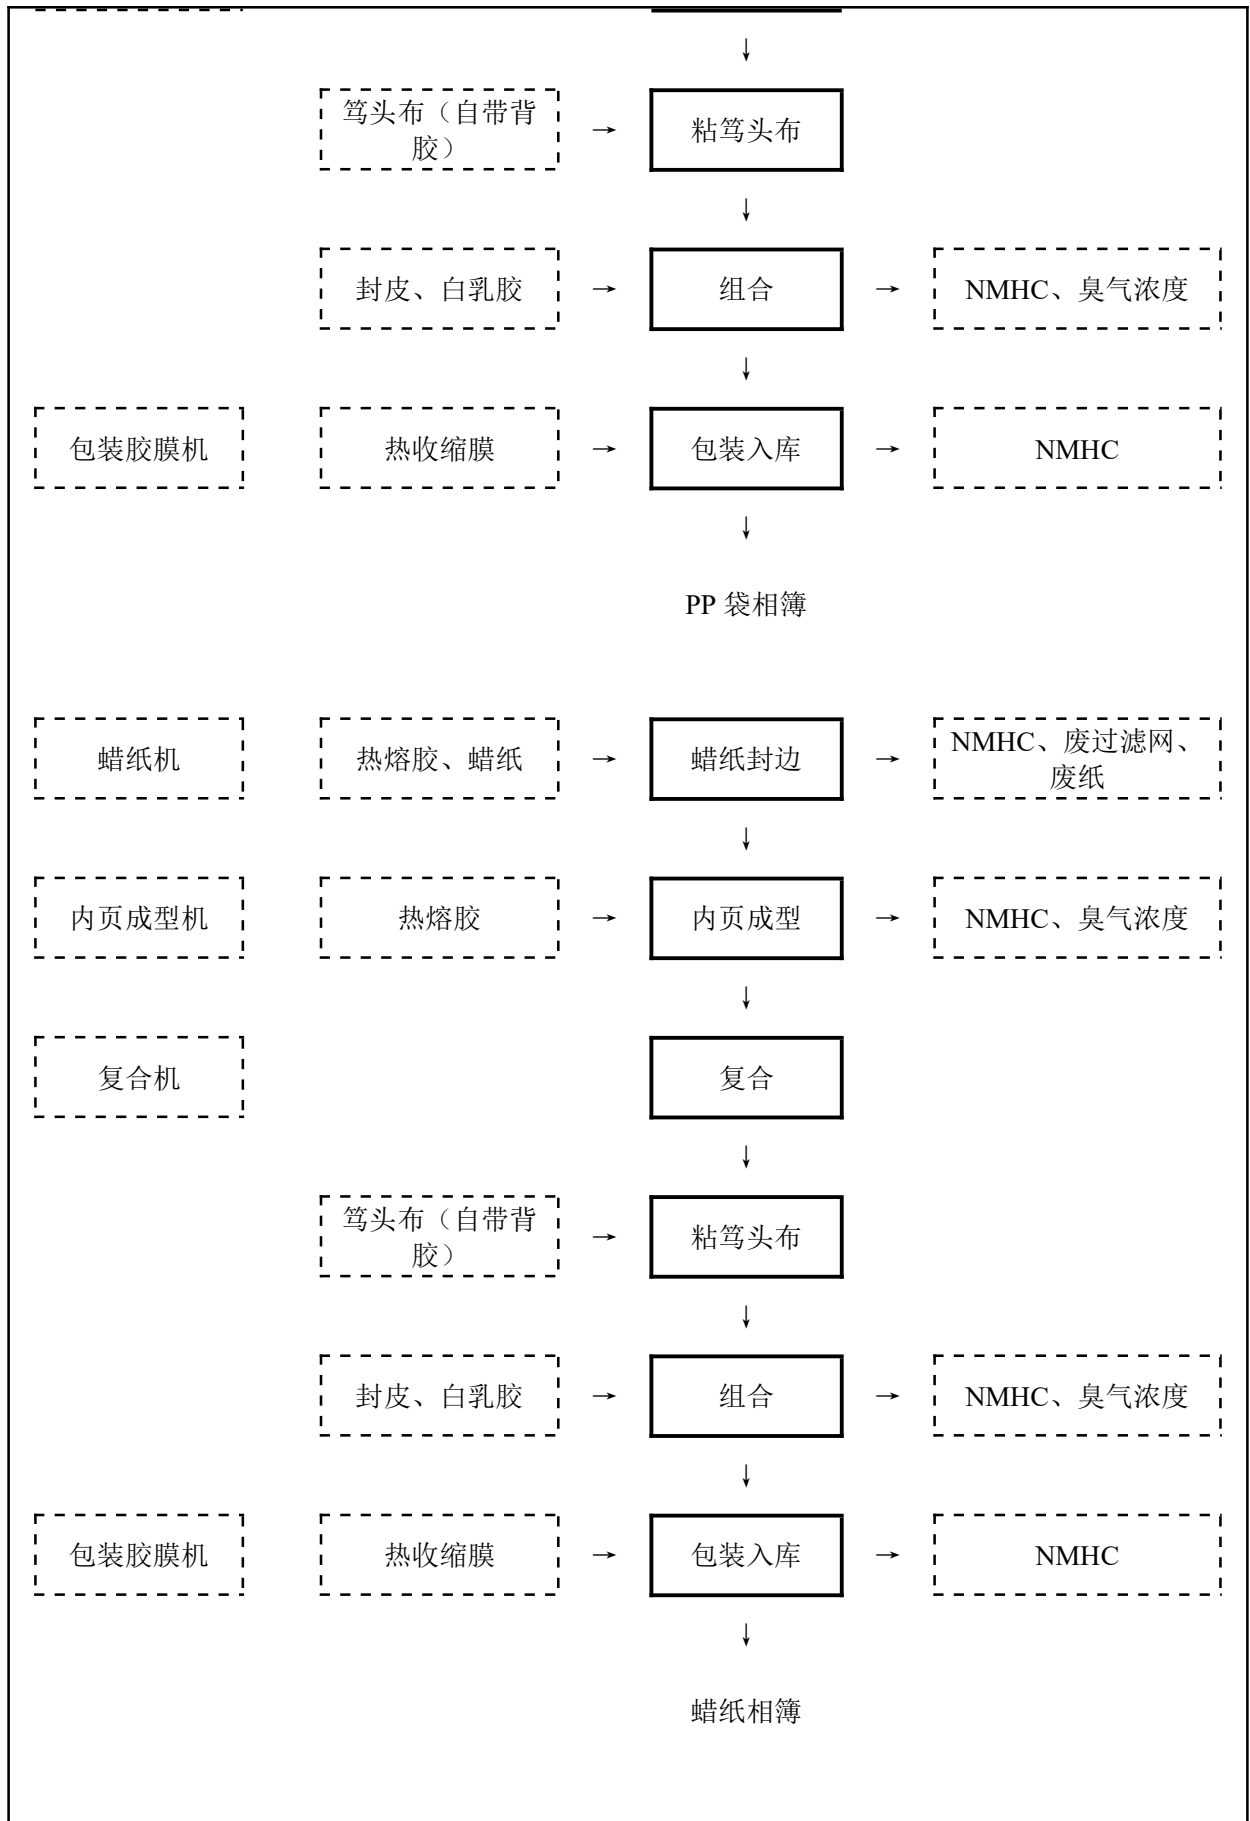 笃头布（自带背
胶）
→
粘笃头布
↓
封皮、白乳胶
→
组合
→
NMHC、臭气浓度
↓
包装胶膜机
热收缩膜
→
包装入库
→
NMHC
↓
PP 袋相簿
蜡纸机
热熔胶、蜡纸
→
蜡纸封边
→
NMHC、废过滤网、
废纸
↓
内页成型机
热熔胶
→
内页成型
→
NMHC、臭气浓度
↓
复合机
复合
↓
笃头布（自带背
胶）
→
粘笃头布
↓
封皮、白乳胶
→
组合
→
NMHC、臭气浓度
↓
包装胶膜机
热收缩膜
→
包装入库
→
NMHC
↓
蜡纸相簿